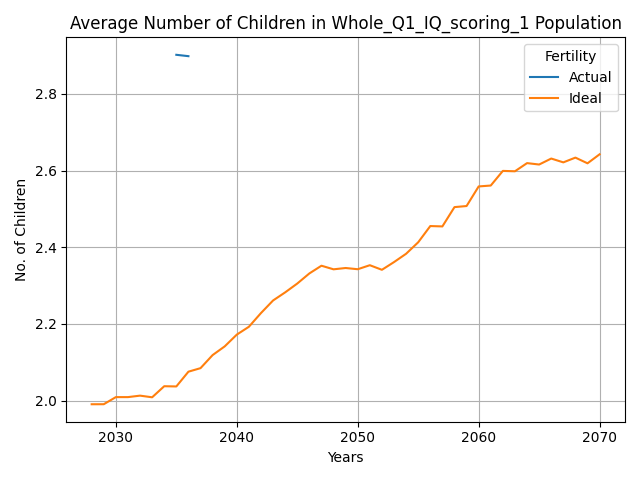 Average Number of Children in Whole_Q1_IQ_scoring_1 Population
Fertility
Actual
Ideal
No. of Children
2.8
2.6
2.4
2.2
2.0
2030
2040
2050
2060
2070
Years